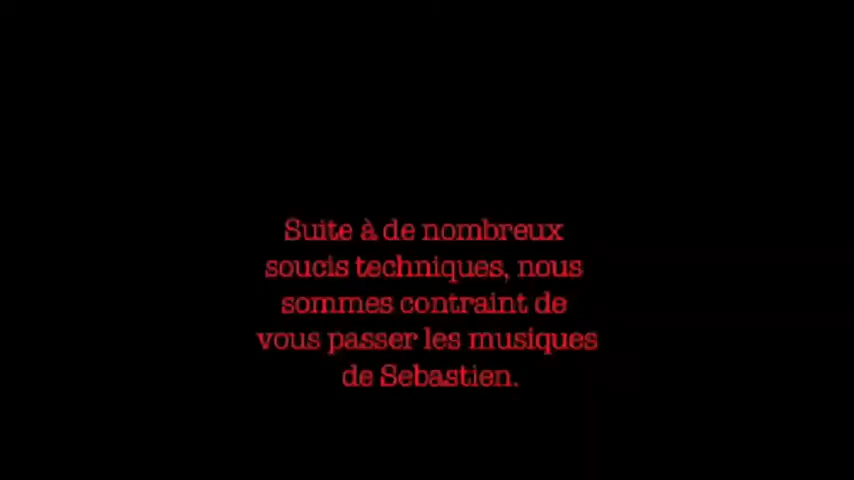 Suite à de nombreux
soucis techniques, nous
sommes contraint de
vous passer les musiques
de Sebastien.